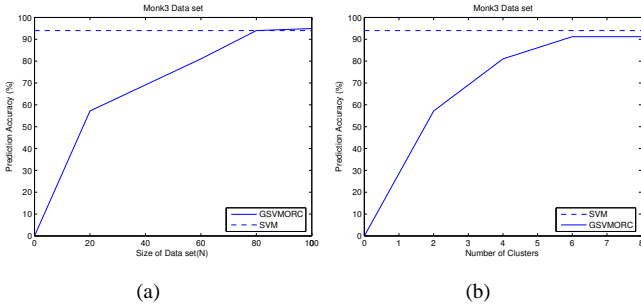 Monk3 Data set
100
90
80
70
60
50
40
30
20
10
0
Prediction Accuracy (%)
0 20 40 60 80 100
0
GSVMORC
SVM
Size of Data set(N)
(a)
Monk3 Data set
100
90
80
70
60
50
40
30
20
10
0
Prediction Accuracy (%)
0 1 2 3 4 5 6 7 8
SVM
GSVMORC
Number of Clusters
(b)